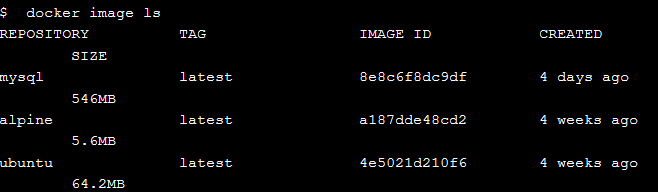 $ docker image ls
REPOSITORY TAG IMAGE ID CREATED
SIZE
mysql latest 8e8c6f8dc9df 4 days ago
546MB
alpine latest a187dde48cd2 4 weeks ago
5.6MB
ubuntu latest 4e5021d210f6 4 weeks ago
64.2MB